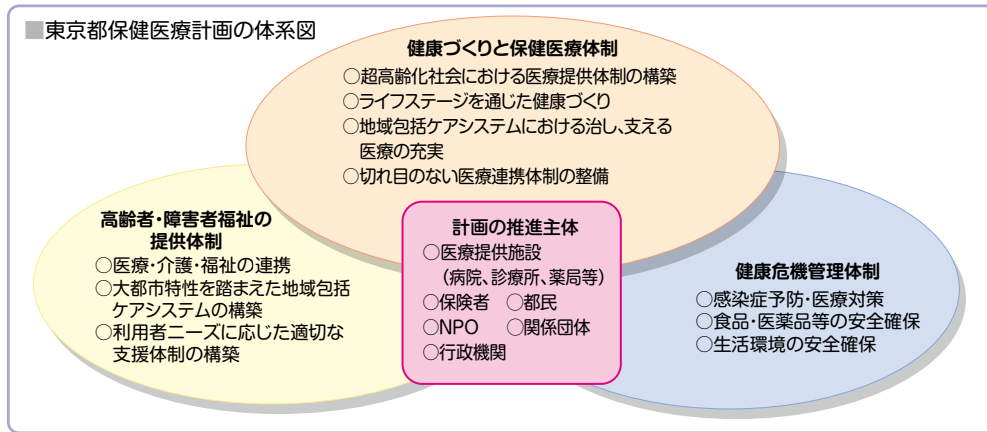 ■東京都保健医療計画の体系図
健康づくりと保健医療体制
○超高齢化社会における医療提供体制の構築
○ライフステージを通じた健康づくり
○地域包括ケアシステムにおける治し、支える
医療の充実
○切れ目のない医療連携体制の整備
高齢者・障害者福祉の
提供体制
○医療・介護・福祉の連携
○大都市特性を踏まえた地域包括
ケアシステムの構築
○利用者ニーズに応じた適切な
支援体制の構築
計画の推進主体
○医療提供施設
（病院、診療所、薬局等）
○保険者 ○都民
○NPO ○関係団体
○行政機関
健康危機管理体制
○感染症予防・医療対策
○食品・医薬品等の安全確保
○生活環境の安全確保